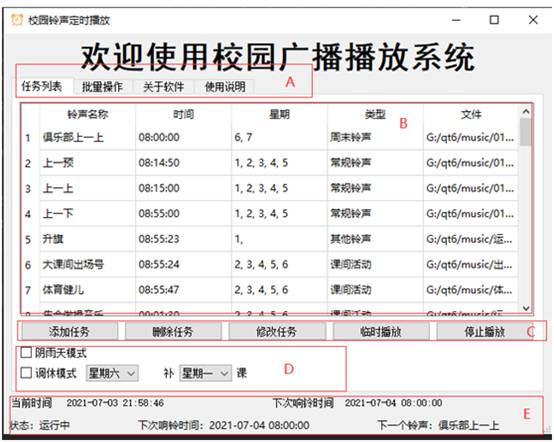 校园铃声定时播放
欢迎使用校园广播播放系统
任务列表 批量操作 关于软件 使用说明 A
铃声名称 时间 星期 类型 文件
B
1 俱乐部上一上 08:00:00 6, 7 周末铃声 G:/qt6/music/01...
2 上一预 08:14:50 1, 2, 3, 4, 5 常规铃声 G:/qt6/music/01...
3 上一上 08:15:00 1, 2, 3, 4, 5 常规铃声 G:/qt6/music/01...
4 上一下 08:55:00 1, 2, 3, 4, 5 常规铃声 G:/qt6/music/01...
5 升旗 08:55:23 1, 其他铃声 G:/qt6/music/运...
6 大课间出场号 08:55:24 2, 3, 4, 5, 6 课间活动 G:/qt6/music/出...
7 体育健儿 08:55:47 2, 3, 4, 5, 6 课间活动 G:/qt6/music/体...
添加任务 删除任务 修改任务 临时播放 停止播放 C
阴雨天模式
调休模式 星期六 补 星期一 课 D
当前时间 2021-07-03 21:58:46 下次响铃时间 2021-07-04 08:00:00
E
状态：运行中 下次响铃时间：2021-07-04 08:00:00 下一个铃声：俱乐部上一上